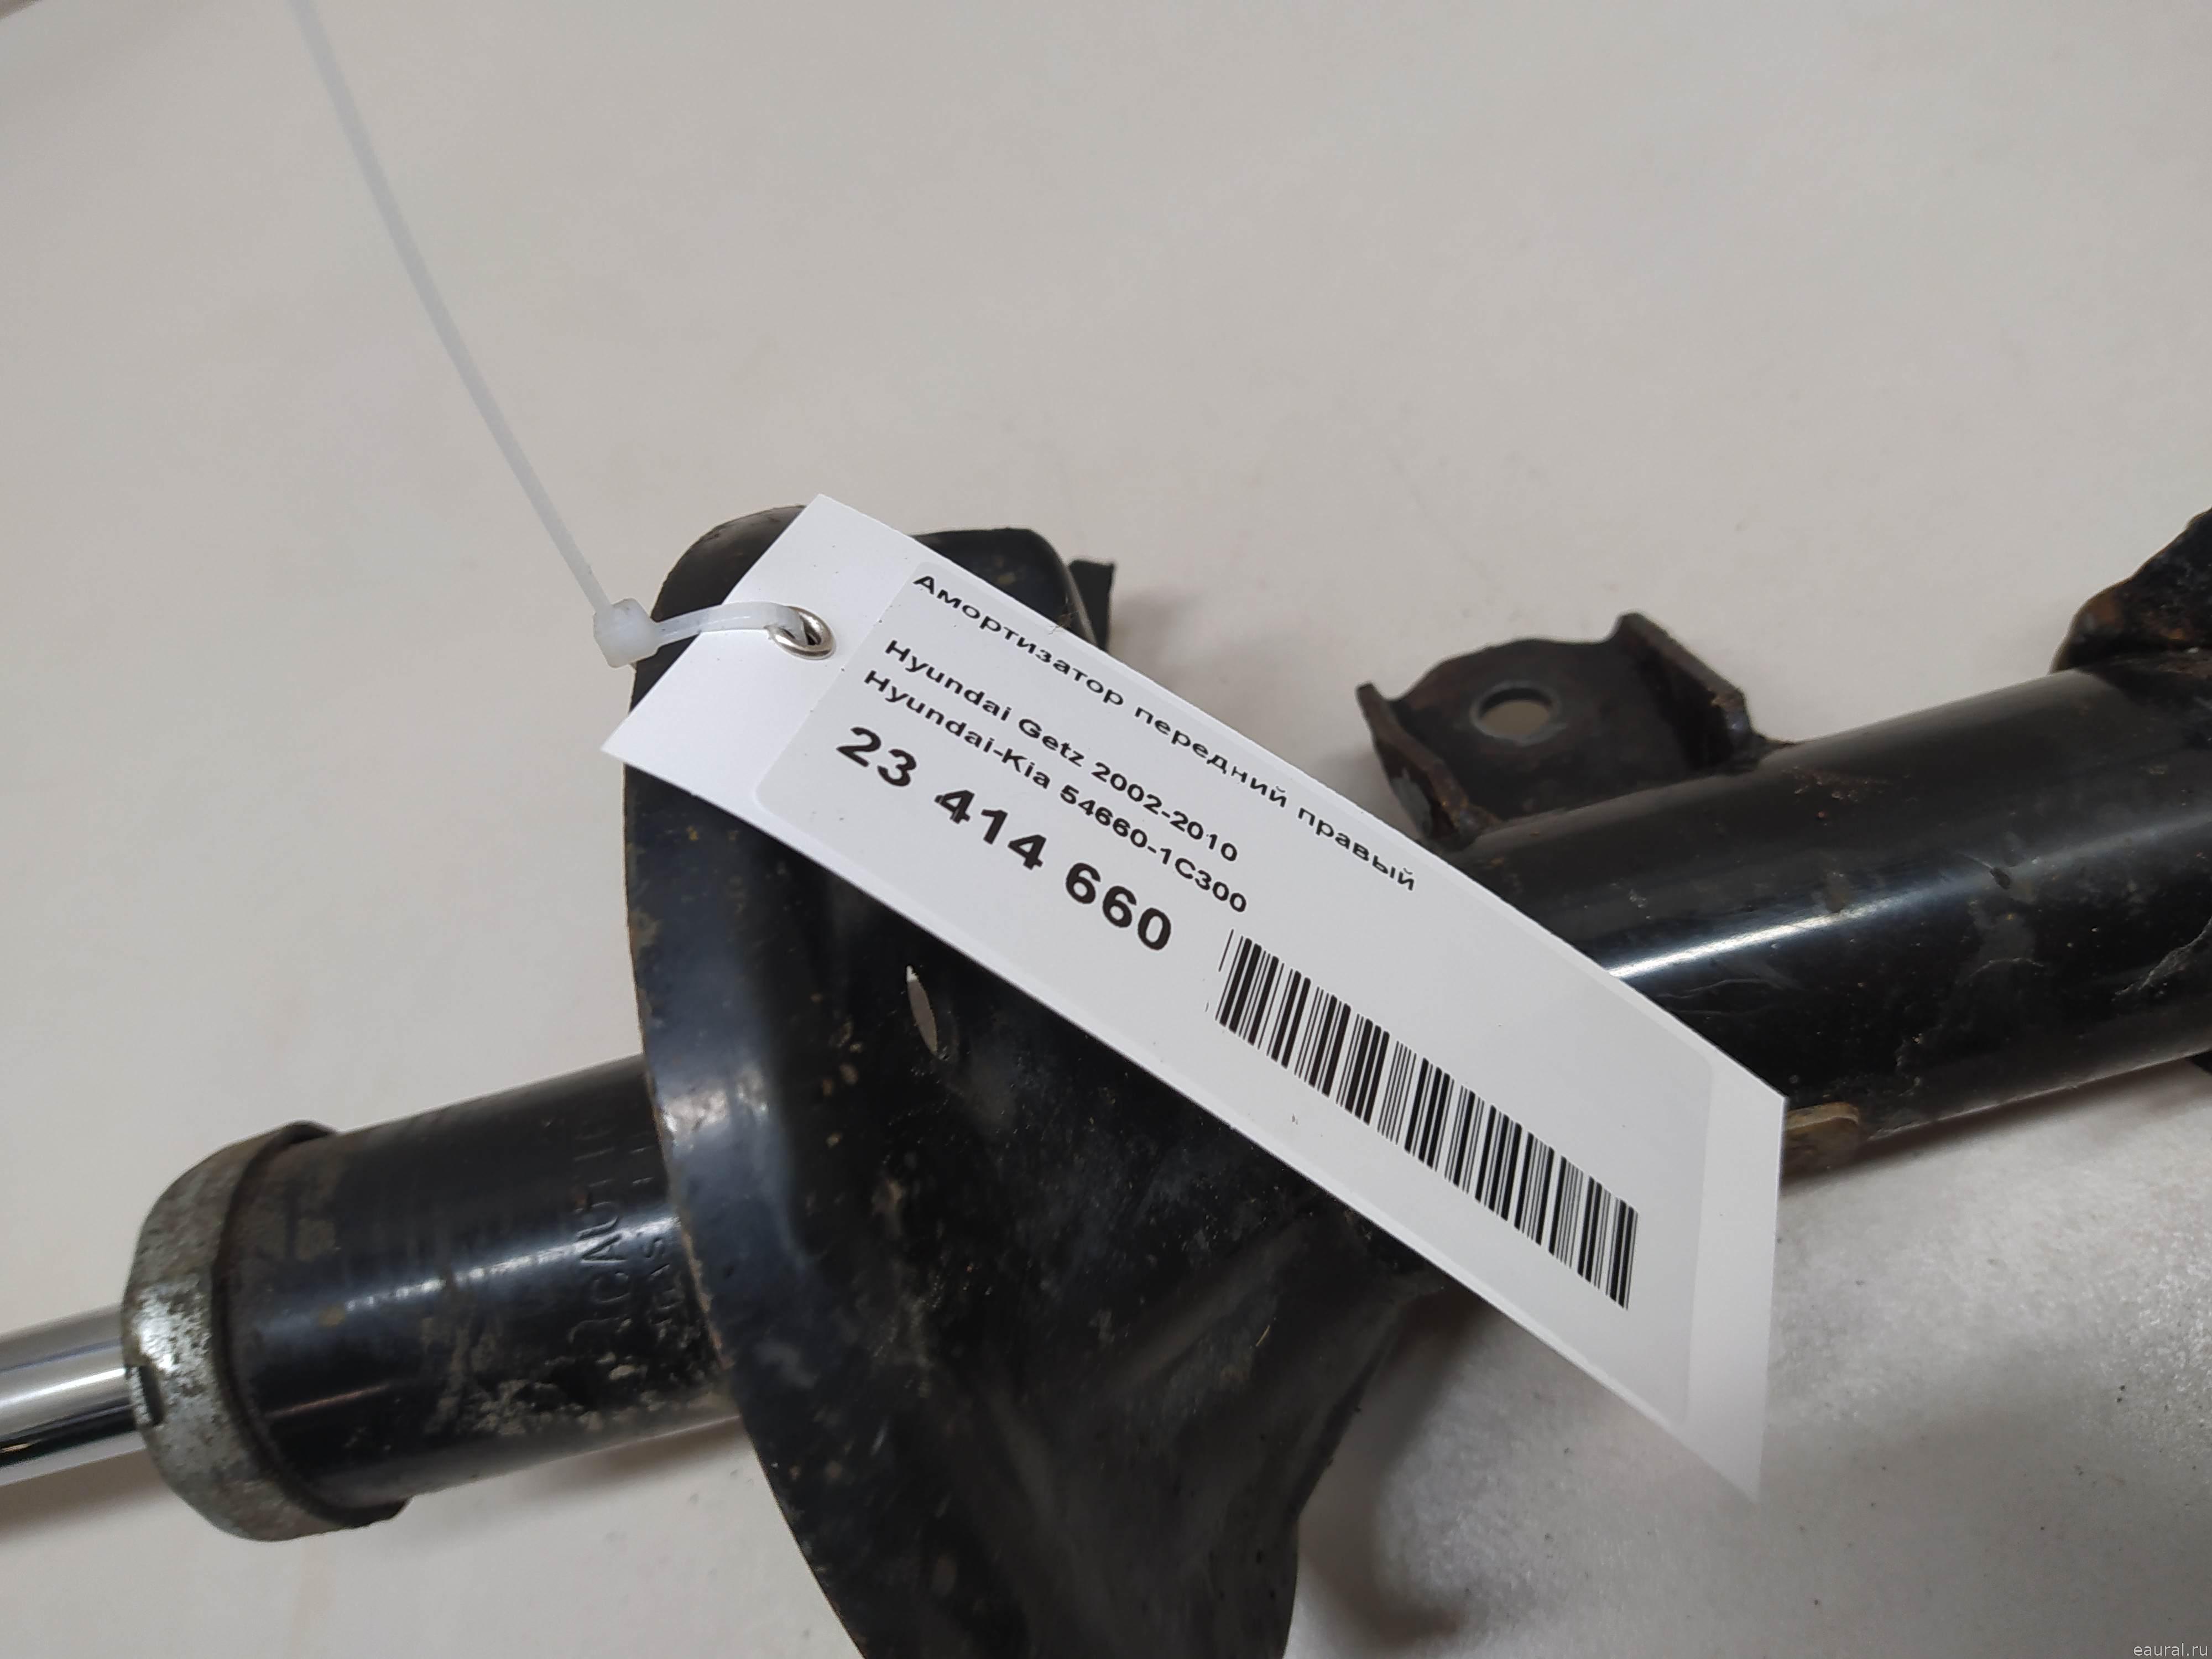 Амортизатор передний правый
Hyundai Getz 2002-2010
Hyundai-Kia 54660-1C300
23 414 660
eaural.ru